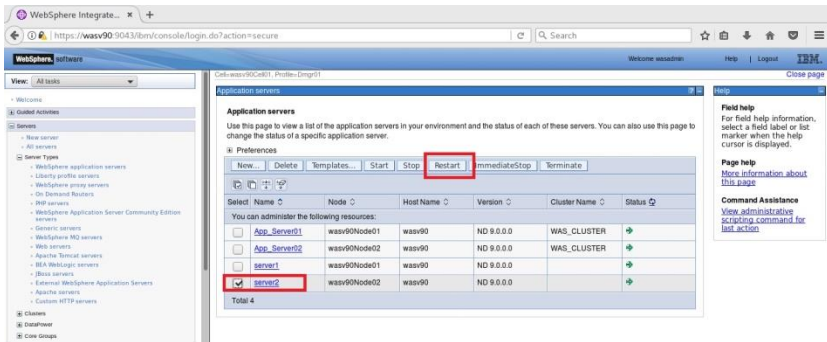 WebSphere Integrate... × +
https://wasv90:9043/ibm/console/login.do?action=secure
Search
WebSphere. software
Welcome wasadmin
Help | Logout
IBM.
View: All tasks
Cell=wasv90Cell01, Profile=Dmgr01
Close page
Welcome
Guided Activities
Servers
New server
All servers
Server Types
WebSphere application servers
Liberty profile servers
WebSphere proxy servers
On Demand Routers
PHP servers
WebSphere Application Server Community Edition
servers
Generic servers
WebSphere MQ servers
Web servers
Apache Tomcat servers
BEA WebLogic servers
JBoss servers
External WebSphere Application Servers
Apache servers
Custom HTTP servers
Clusters
DataPower
Core Groups
Application servers
Application servers
Use this page to view a list of the application servers in your environment and the status of each of these servers. You can also use this page to
change the status of a specific application server.
Preferences
New... Delete Templates... Start Stop Restart ImmediateStop Terminate
Select Name Node Host Name Version Cluster Name Status
You can administer the following resources:
App_Server01 wasv90Node01 wasv90 ND 9.0.0.0 WAS_CLUSTER
App_Server02 wasv90Node02 wasv90 ND 9.0.0.0 WAS_CLUSTER
server1 wasv90Node01 wasv90 ND 9.0.0.0
server2 wasv90Node02 wasv90 ND 9.0.0.0
Total 4
Help
Field help
For field help information,
select a field label or list
marker when the help
cursor is displayed.
Page help
More information about
this page
Command Assistance
View administrative
scripting command for
last action